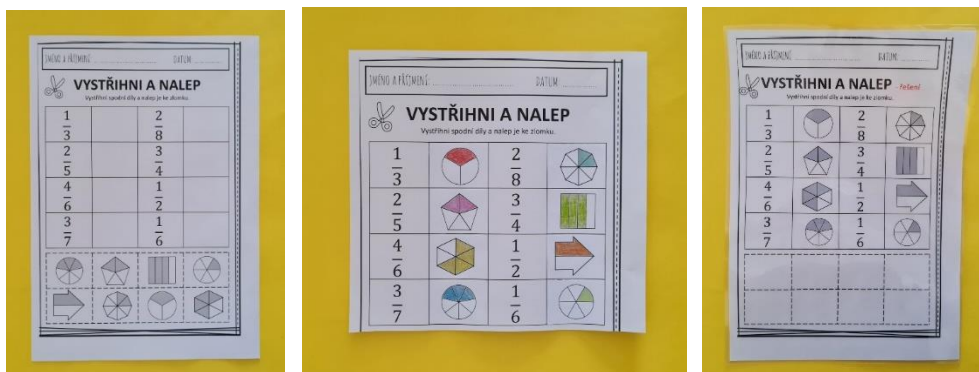 JMÉNO A PŘÍJMENÍ: DATUM:
VYSTŘIHNI A NALEP
Vystřihni spodní díly a nalep je ke zlomku.
1/3 2/8
2/5 3/4
4/6 1/2
3/7 1/6
JMÉNO A PŘÍJMENÍ: DATUM:
VYSTŘIHNI A NALEP
Vystřihni spodní díly a nalep je ke zlomku.
1/3 2/8
2/5 3/4
4/6 1/2
3/7 1/6
JMÉNO A PŘÍJMENÍ: DATUM:
VYSTŘIHNI A NALEP - řešení
Vystřihni spodní díly a nalep je ke zlomku.
1/3 2/8
2/5 3/4
4/6 1/2
3/7 1/6